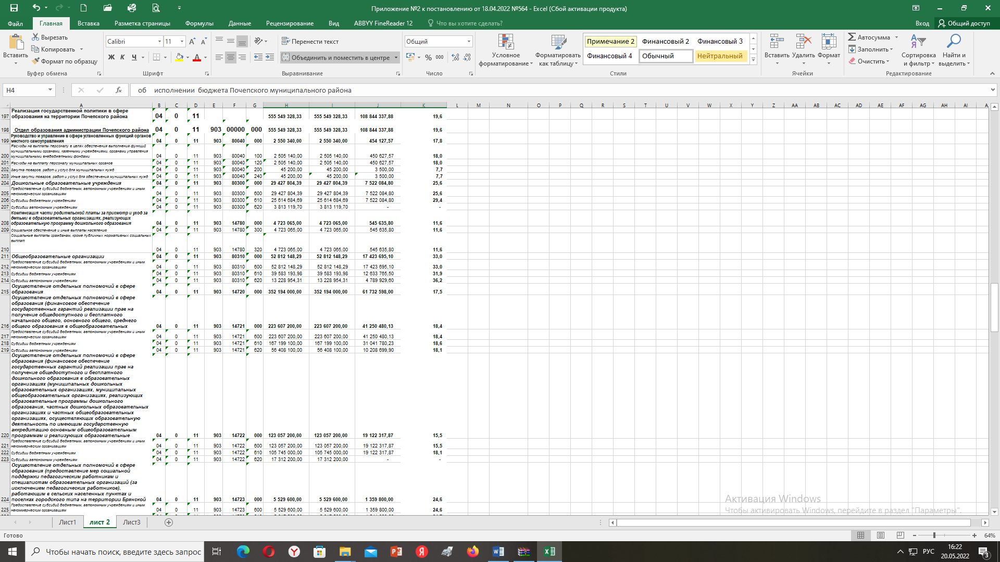 Приложение №2 к постановлению от 18.04.2022 №564 - Excel (Сбой активации продукта)
Файл Главная Вставка Разметка страницы Формулы Данные Рецензирование Вид ABBYY FineReader 12 Что вы хотите сделать? Вход Общий доступ
Вставить
Вырезать
Копировать
Формат по образцу
Буфер обмена
Calibri 11
Ж К Ч
Шрифт
Перенести текст
Объединить и поместить в центре
Выравнивание
Общий
% 000
Число
Условное форматирование
Форматировать как таблицу
Примечание 2 Финансовый 2 Финансовый 3
Финансовый 4 Обычный Нейтральный
Стили
Вставить Удалить Формат
Ячейки
Автосумма
Заполнить
Очистить
Сортировка и фильтр
Найти и выделить
Редактирование
H4 fx об исполнении бюджета Почепского муниципального района
A B C D E F G H I J K L M N O P Q R S T U V W X Y Z AA AB AC AD AE AF AG AH AI
Реализация государственной политики в сфере
197 образования на территории Почепского района 04 0 11 555 549 328,33 555 549 328,33 108 844 337,88 19,6
198 Отдел образования администрации Почепского района 04 0 11 903 00000 000 555 549 328,33 555 549 328,33 108 844 337,88 19,6
Руководство и управление в сфере установленных функций органов
199 местного самоуправления 04 0 11 903 80040 000 2 550 340,00 2 550 340,00 454 127,57 17,8
Расходы на выплаты персоналу в целях обеспечения выполнения функций
муниципальными органами, казенными учреждениями, органами управления
200 муниципальными внебюджетными фондами 04 0 11 903 80040 100 2 505 140,00 2 505 140,00 450 627,57 18,0
201 Расходы на выплату персоналу муниципальных органов 04 0 11 903 80040 120 2 505 140,00 2 505 140,00 450 627,57 18,0
202 Закупка товаров, работ и услуг для муниципальных нужд 04 0 11 903 80040 200 45 200,00 45 200,00 3 500,00 7,7
203 Иные закупки товаров, работ и услуг для обеспечения муниципальных нужд 04 0 11 903 80040 240 45 200,00 45 200,00 3 500,00 7,7
204 Дошкольные образовательные учреждения 04 0 11 903 80300 000 29 427 804,39 29 427 804,39 7 522 084,80 25,6
Предоставление субсидий бюджетным, автономным учреждениям и иным
205 некоммерческим организациям 04 0 11 903 80300 600 29 427 804,39 29 427 804,39 7 522 084,80 25,6
206 Субсидии бюджетным учреждениям 04 0 11 903 80300 610 25 614 684,69 25 614 684,69 7 522 084,80 29,4
207 Субсидии автономным учреждениям 04 0 11 903 80300 620 3 813 119,70 3 813 119,70 - -
Компенсация части родительской платы за присмотр и уход за
детьми в образовательных организациях, реализующих
208 образовательную программу дошкольного образования 04 0 11 903 14780 000 4 723 065,00 4 723 065,00 545 635,80 11,6
209 Социальное обеспечение и иные выплаты населению 04 0 11 903 14780 300 4 723 065,00 4 723 065,00 545 635,80 11,6
Социальные выплаты гражданам, кроме публичных нормативных социальных
выплат
210 04 0 11 903 14780 320 4 723 065,00 4 723 065,00 545 635,80 11,6
211 Общеобразовательные организации 04 0 11 903 80310 000 52 812 148,29 52 812 148,29 17 423 695,10 33,0
Предоставление субсидий бюджетным, автономным учреждениям и иным
212 некоммерческим организациям 04 0 11 903 80310 600 52 812 148,29 52 812 148,29 17 423 695,10 33,0
213 Субсидии бюджетным учреждениям 04 0 11 903 80310 610 39 583 193,98 39 583 193,98 12 633 765,50 31,9
214 Субсидии автономным учреждениям 04 0 11 903 80310 620 13 228 954,31 13 228 954,31 4 789 929,60 36,2
Осуществление отдельных полномочий в сфере
215 образования 04 0 11 903 14720 000 352 194 000,00 352 194 000,00 61 732 598,00 17,5
Осуществление отдельных полномочий в сфере
образования (финансовое обеспечение
государственных гарантий реализации прав на
получение общедоступного и бесплатного
начального общего, основного общего, среднего
216 общего образования в общеобразовательных 04 0 11 903 14721 000 223 607 200,00 223 607 200,00 41 250 480,13 18,4
Предоставление субсидий бюджетным, автономным учреждениям и иным
217 некоммерческим организациям 04 0 11 903 14721 600 223 607 200,00 223 607 200,00 41 250 480,13 18,4
218 Субсидии бюджетным учреждениям 04 0 11 903 14721 610 167 199 100,00 167 199 100,00 31 041 780,23 18,6
219 Субсидии автономным учреждениям 04 0 11 903 14721 620 56 408 100,00 56 408 100,00 10 208 699,90 18,1
Осуществление отдельных полномочий в сфере
образования (финансовое обеспечение
государственных гарантий реализации прав на
получение общедоступного и бесплатного
дошкольного образования в образовательных
организациях (муниципальных дошкольных
образовательных организациях, муниципальных
общеобразовательных организациях, реализующих
образовательные программы дошкольного
образования, частных дошкольных образовательных
организациях и частных общеобразовательных
организациях, осуществляющих образовательную
деятельность по имеющим государственную
аккредитацию основным общеобразовательным
220 программам и реализующих образовательные 04 0 11 903 14722 000 123 057 200,00 123 057 200,00 19 122 317,87 15,5
Предоставление субсидий бюджетным, автономным учреждениям и иным
221 некоммерческим организациям 04 0 11 903 14722 600 123 057 200,00 123 057 200,00 19 122 317,87 15,5
222 Субсидии бюджетным учреждениям 04 0 11 903 14722 610 105 745 000,00 105 745 000,00 19 122 317,87 18,1
223 Субсидии автономным учреждениям 04 0 11 903 14722 620 17 312 200,00 17 312 200,00 - -
Осуществление отдельных полномочий в сфере
образования (предоставление мер социальной
поддержки педагогическим работникам и
специалистам образовательных организаций (за
исключением педагогических работников),
работающим в сельских населенных пунктах и
224 поселках городского типа на территории Брянской 04 0 11 903 14723 000 5 529 600,00 5 529 600,00 1 359 800,00 24,6
Предоставление субсидий бюджетным, автономным учреждениям и иным
225 некоммерческим организациям 04 0 11 903 14723 600 5 529 600,00 5 529 600,00 1 359 800,00 24,6
Активация Windows
Чтобы активировать Windows, перейдите в раздел "Параметры".
Лист1 лист 2 Лист3
Готово 64%
Чтобы начать поиск, введите здесь запрос
РУС 16:22
20.05.2022
3